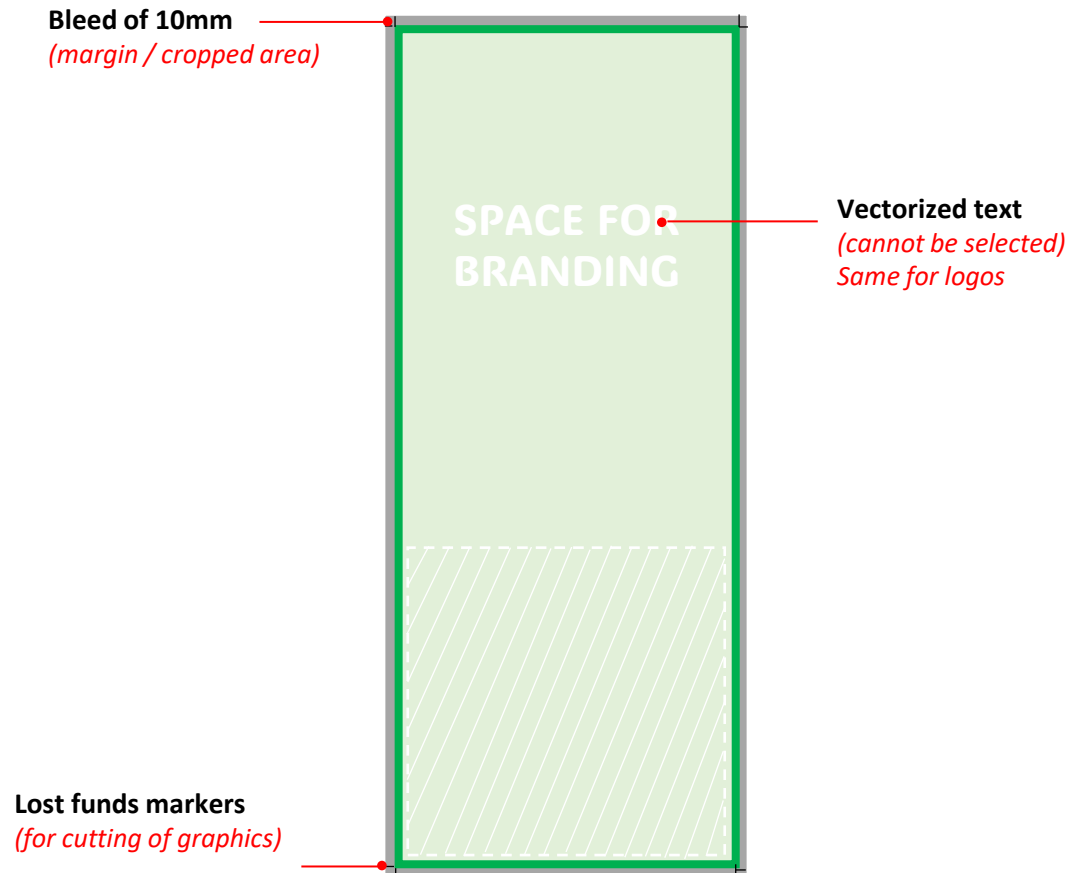 Bleed of 10mm
(margin / cropped area)
SPACE FOR
BRANDING
Vectorized text
(cannot be selected)
Same for logos
Lost funds markers
(for cutting of graphics)